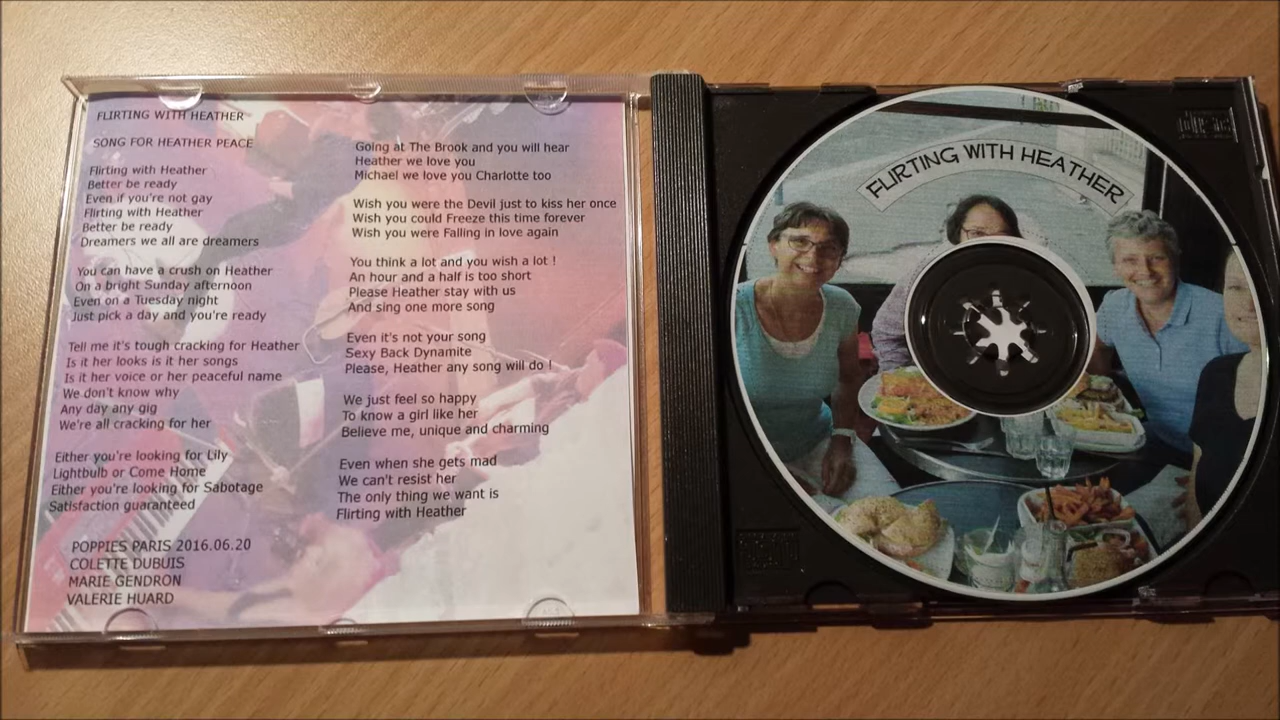 FLIRTING WITH HEATHER
SONG FOR HEATHER PEACE
Flirting with Heather
Better be ready
Even if you're not gay
Flirting with Heather
Better be ready
Dreamers we all are dreamers
You can have a crush on Heather
On a bright Sunday afternoon
Even on a Tuesday night
Just pick a day and you're ready
Tell me it's tough cracking for Heather
Is it her looks is it her songs
Is it her voice or her peaceful name
We don't know why
Any day any gig
We're all cracking for her
Either you're looking for Lily
Lightbulb or Come Home
Either you're looking for Sabotage
Satisfaction guaranteed
POPPIES PARIS 2016.06.20
COLETTE DUBUIS
MARIE GENDRON
VALERIE HUARD
Going at The Brook and you will hear
Heather we love you
Michael we love you Charlotte too
Wish you were the Devil just to kiss her once
Wish you could Freeze this time forever
Wish you were Falling in love again
You think a lot and you wish a lot !
An hour and a half is too short
Please Heather stay with us
And sing one more song
Even it's not your song
Sexy Back Dynamite
Please, Heather any song will do !
We just feel so happy
To know a girl like her
Believe me, unique and charming
Even when she gets mad
We can't resist her
The only thing we want is
Flirting with Heather
FLIRTING WITH HEATHER